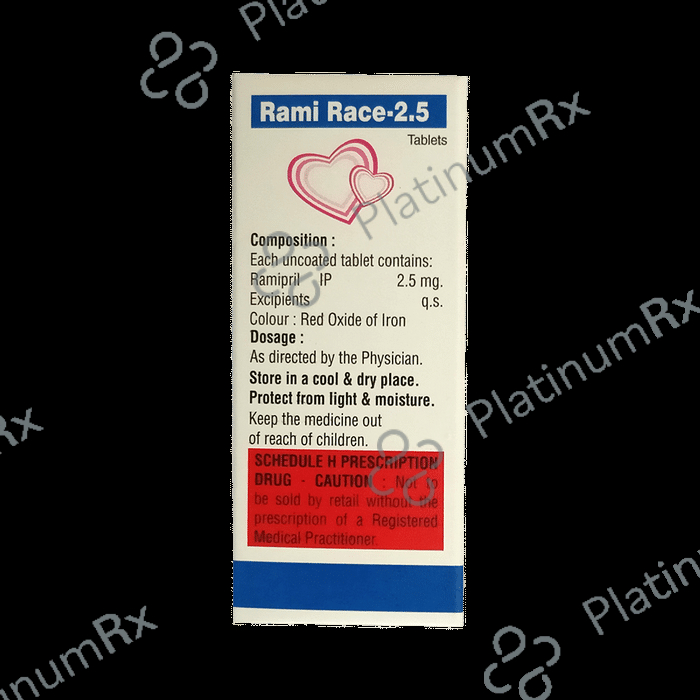 PlatinumRx
Rami Race-2.5
Tablets
PlatinumRx
Composition :
Each uncoated tablet contains:
Ramipril IP 2.5 mg.
Excipients q.s.
Colour : Red Oxide of Iron
Dosage :
As directed by the Physician.
Store in a cool & dry place.
Protect from light & moisture.
Keep the medicine out
of reach of children.
PlatinumRx
SCHEDULE H PRESCRIPTION
DRUG - CAUTION : Not to
be sold by retail without the
prescription of a Registered
Medical Practitioner.
PlatinumRx
PlatinumRx